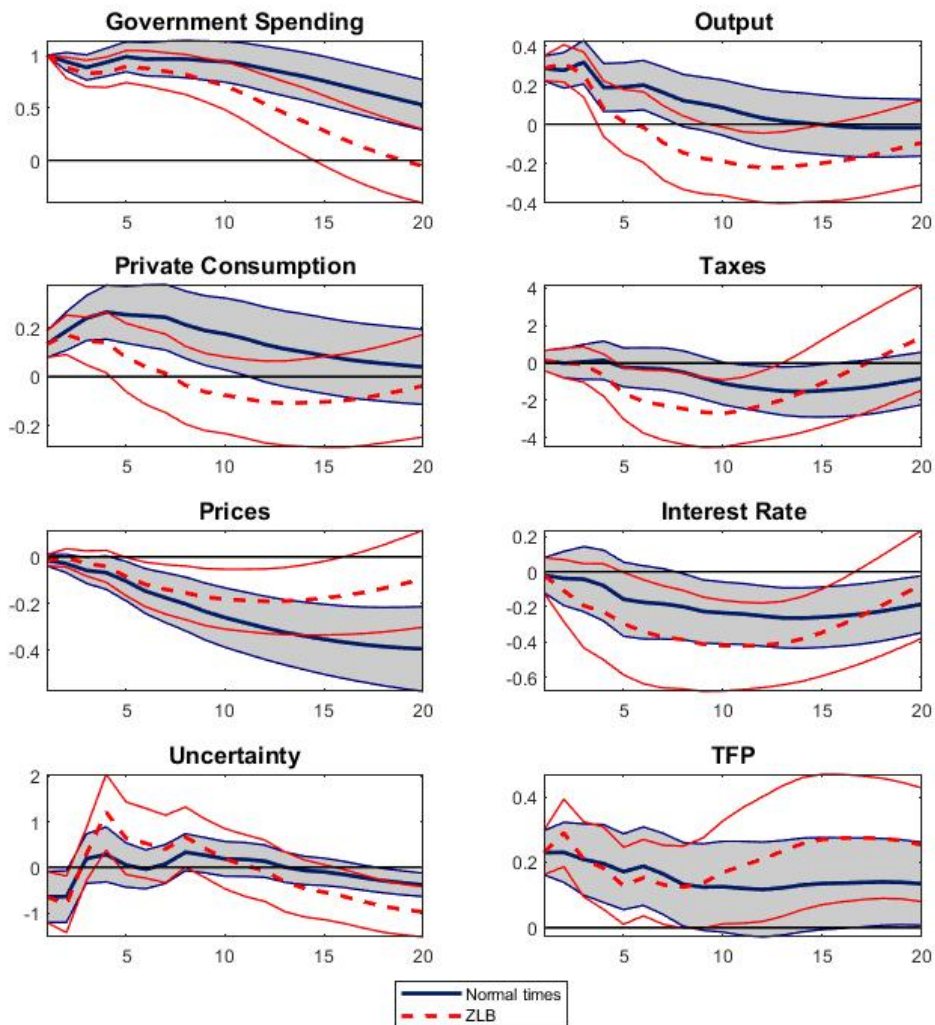 Government Spending
1
0.5
0
5 10 15 20
Output
0.4
0.2
0
-0.2
-0.4
5 10 15 20
Private Consumption
0.2
0
-0.2
5 10 15 20
Taxes
4
2
0
-2
-4
5 10 15 20
Prices
0
-0.2
-0.4
5 10 15 20
Interest Rate
0.2
0
-0.2
-0.4
-0.6
5 10 15 20
Uncertainty
2
1
0
-1
5 10 15 20
TFP
0.4
0.2
0
5 10 15 20
Normal times
ZLB